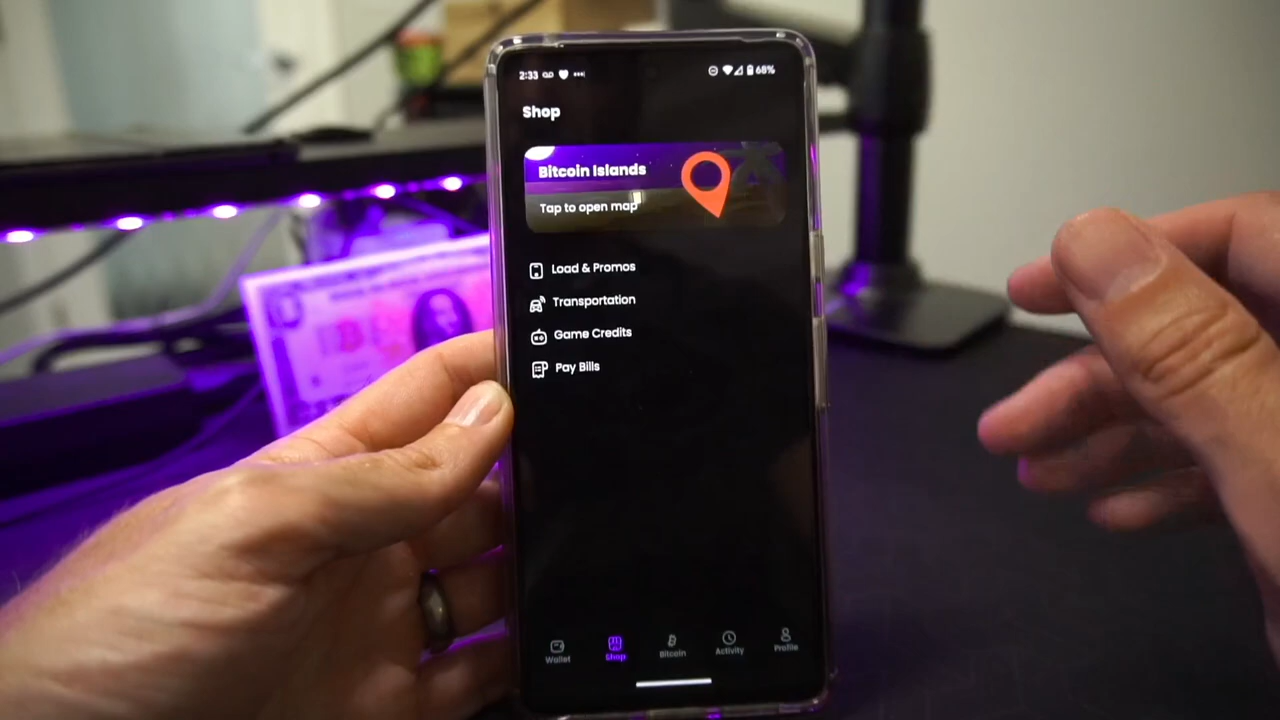 2:33
68%
Shop
Bitcoin Islands
Tap to open map
Load & Promos
Transportation
Game Credits
Pay Bills
Wallet
Shop
Bitcoin
Activity
Profile